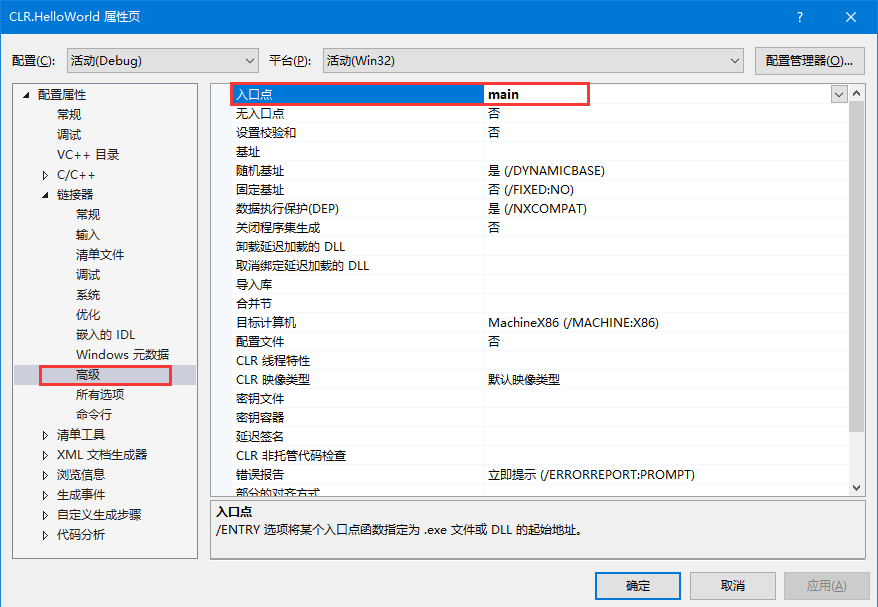 CLR.HelloWorld 属性页
配置(C): 活动(Debug) 平台(P): 活动(Win32) 配置管理器(O)...
配置属性
常规
调试
VC++ 目录
C/C++
链接器
常规
输入
清单文件
调试
系统
优化
嵌入的 IDL
Windows 元数据
高级
所有选项
命令行
清单工具
XML 文档生成器
浏览信息
生成事件
自定义生成步骤
代码分析
入口点 main
无入口点 否
设置校验和 否
基址
随机基址 是 (/DYNAMICBASE)
固定基址 否 (/FIXED:NO)
数据执行保护(DEP) 是 (/NXCOMPAT)
关闭程序集生成 否
卸载延迟加载的 DLL
取消绑定延迟加载的 DLL
导入库
合并节
目标计算机 MachineX86 (/MACHINE:X86)
配置文件 否
CLR 线程特性
CLR 映像类型 默认映像类型
密钥文件
密钥容器
延迟签名
CLR 非托管代码检查
错误报告 立即提示 (/ERRORREPORT:PROMPT)
部分的对齐方式
入口点
/ENTRY 选项将某个入口点函数指定为 .exe 文件或 DLL 的起始地址。
确定 取消 应用(A)